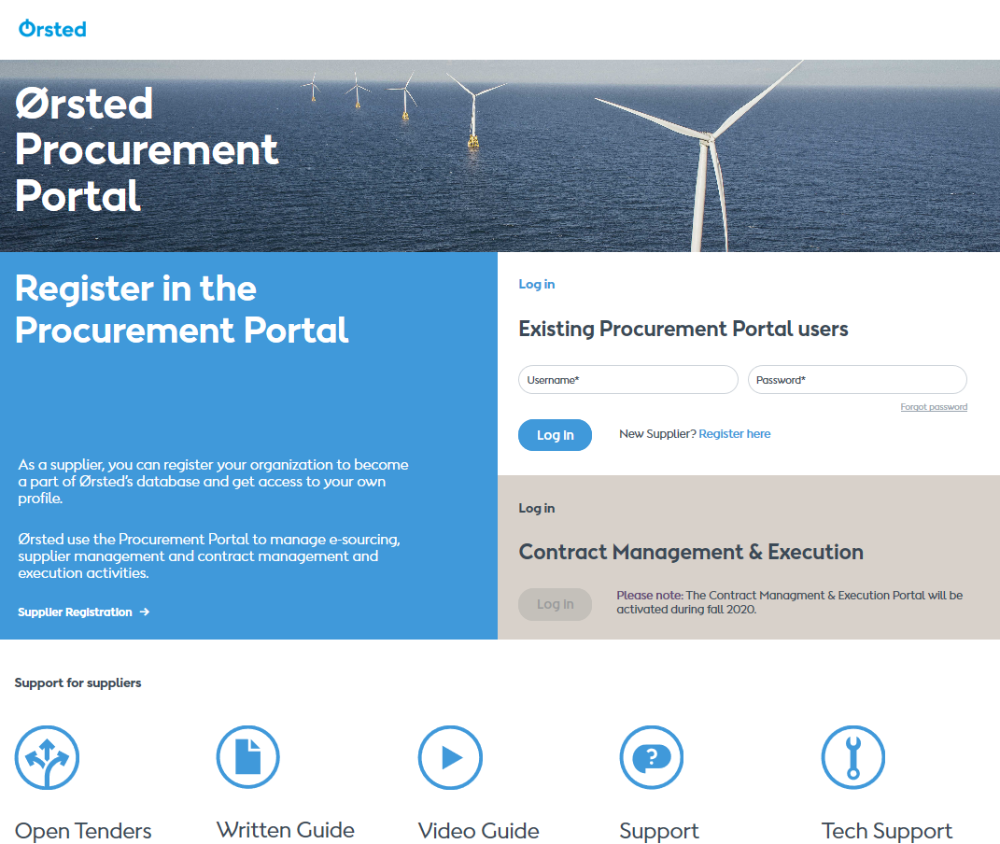 Ørsted
Ørsted
Procurement
Portal
Register in the
Procurement Portal
As a supplier, you can register your organization to become
a part of Ørsted's database and get access to your own
profile.
Ørsted use the Procurement Portal to manage e-sourcing,
supplier management and contract management and
execution activities.
Supplier Registration →
Log in
Existing Procurement Portal users
Username*
Password*
Forgot password
Log In
New Supplier? Register here
Log in
Contract Management & Execution
Log In
Please note: The Contract Managment & Execution Portal will be
activated during fall 2020.
Support for suppliers
?
Open Tenders
Written Guide
Video Guide
Support
Tech Support